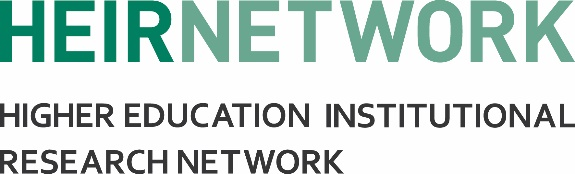 HEIRNETWORK
HIGHER EDUCATION INSTITUTIONAL
RESEARCH NETWORK